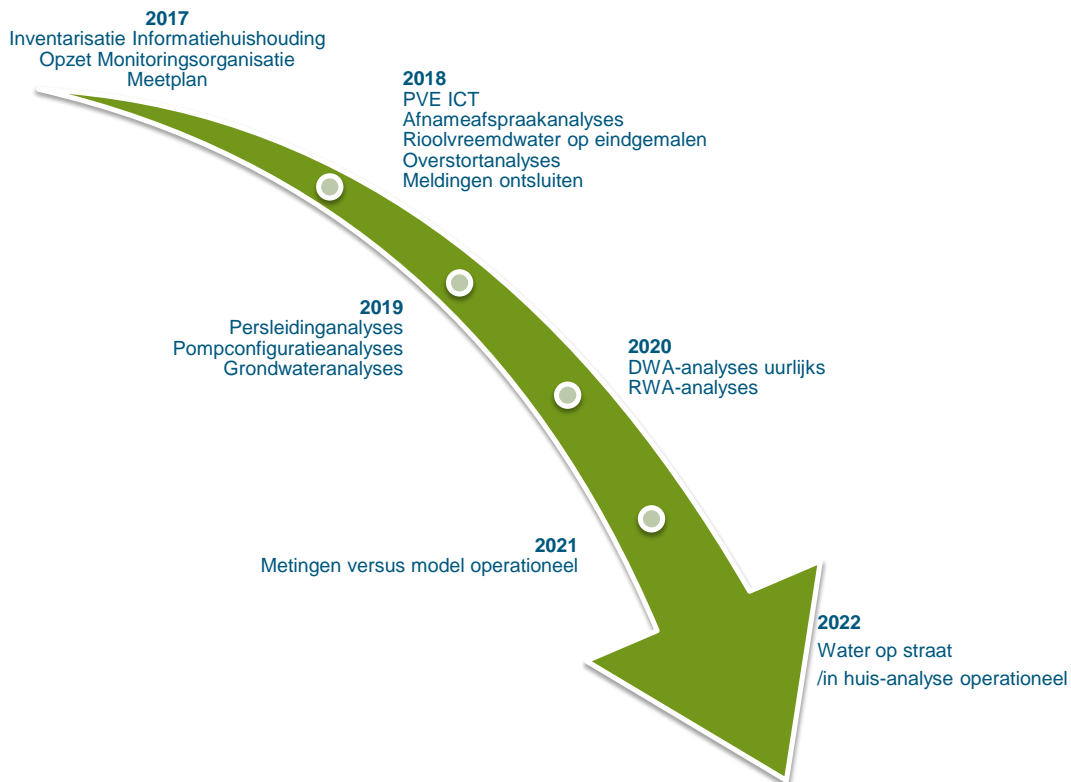 2017
Inventarisatie Informatiehuishouding
Opzet Monitoringsorganisatie
Meetplan
2018
PVE ICT
Afnameafspraakanalyses
Rioolvreemdwater op eindgemalen
Overstortanalyses
Meldingen ontsluiten
2019
Persleidinganalyses
Pompconfiguratieanalyses
Grondwateranalyses
2020
DWA-analyses uurlijks
RWA-analyses
2021
Metingen versus model operationeel
2022
Water op straat
/in huis-analyse operationeel